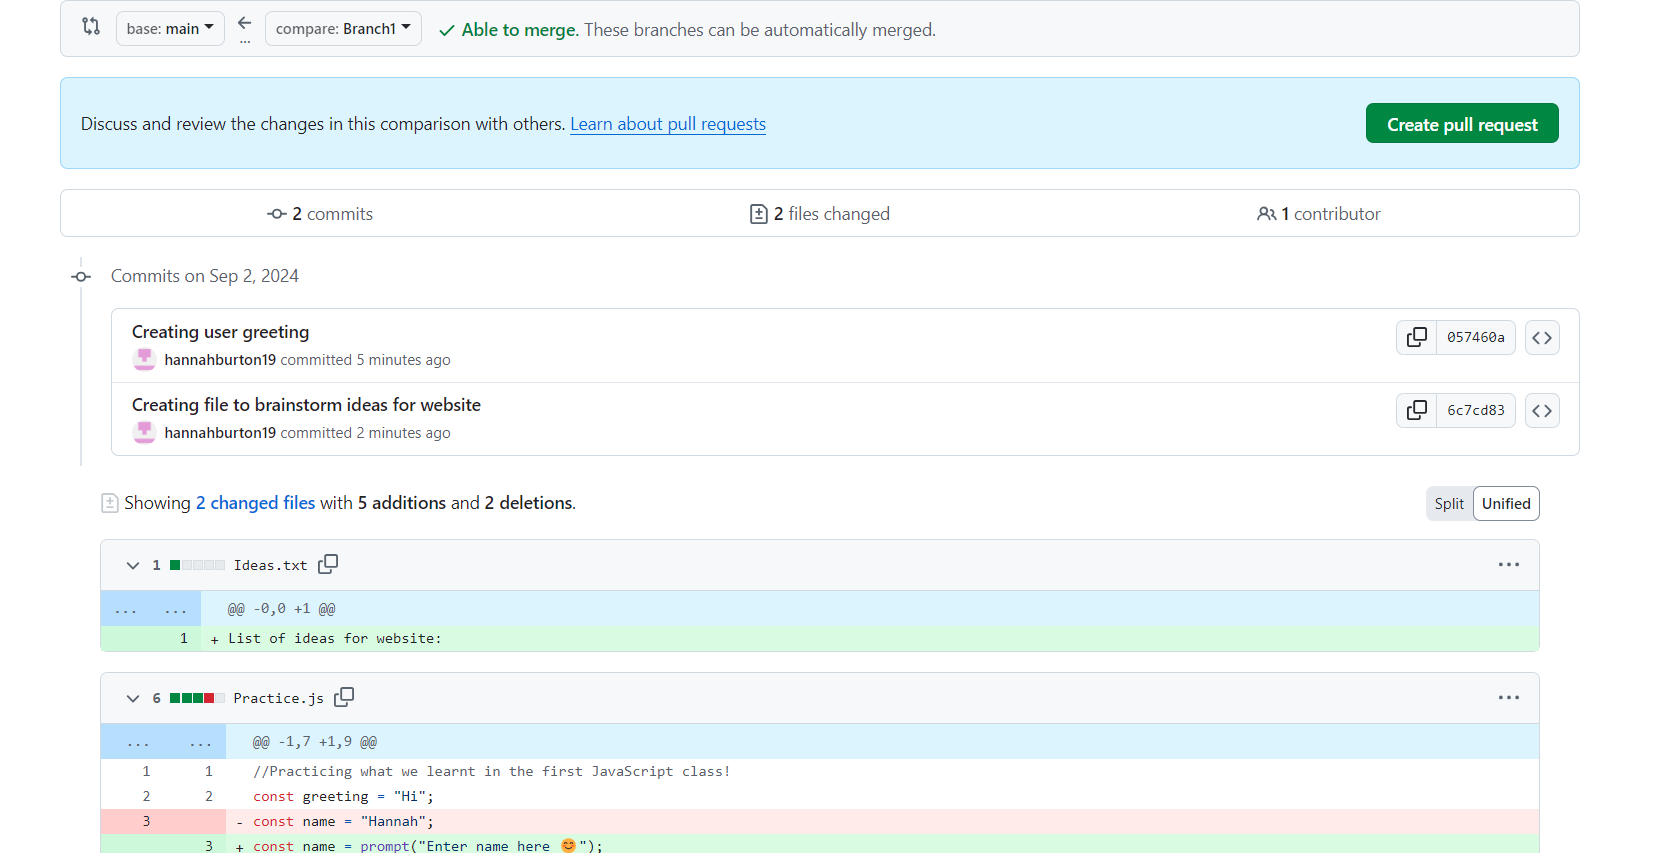 base: main ... compare: Branch1 Able to merge. These branches can be automatically merged.
Discuss and review the changes in this comparison with others. Learn about pull requests Create pull request
2 commits 2 files changed 1 contributor
Commits on Sep 2, 2024
Creating user greeting
hannahburton19 committed 5 minutes ago 057460a <>
Creating file to brainstorm ideas for website
hannahburton19 committed 2 minutes ago 6c7cd83 <>
Showing 2 changed files with 5 additions and 2 deletions. Split Unified
1 Ideas.txt ...
... ... @@ -0,0 +1 @@
1 + List of ideas for website:
6 Practice.js ...
... ... @@ -1,7 +1,9 @@
1 1 //Practicing what we learnt in the first JavaScript class!
2 2 const greeting = "Hi";
3 - const name = "Hannah";
3 + const name = prompt("Enter name here 😊");